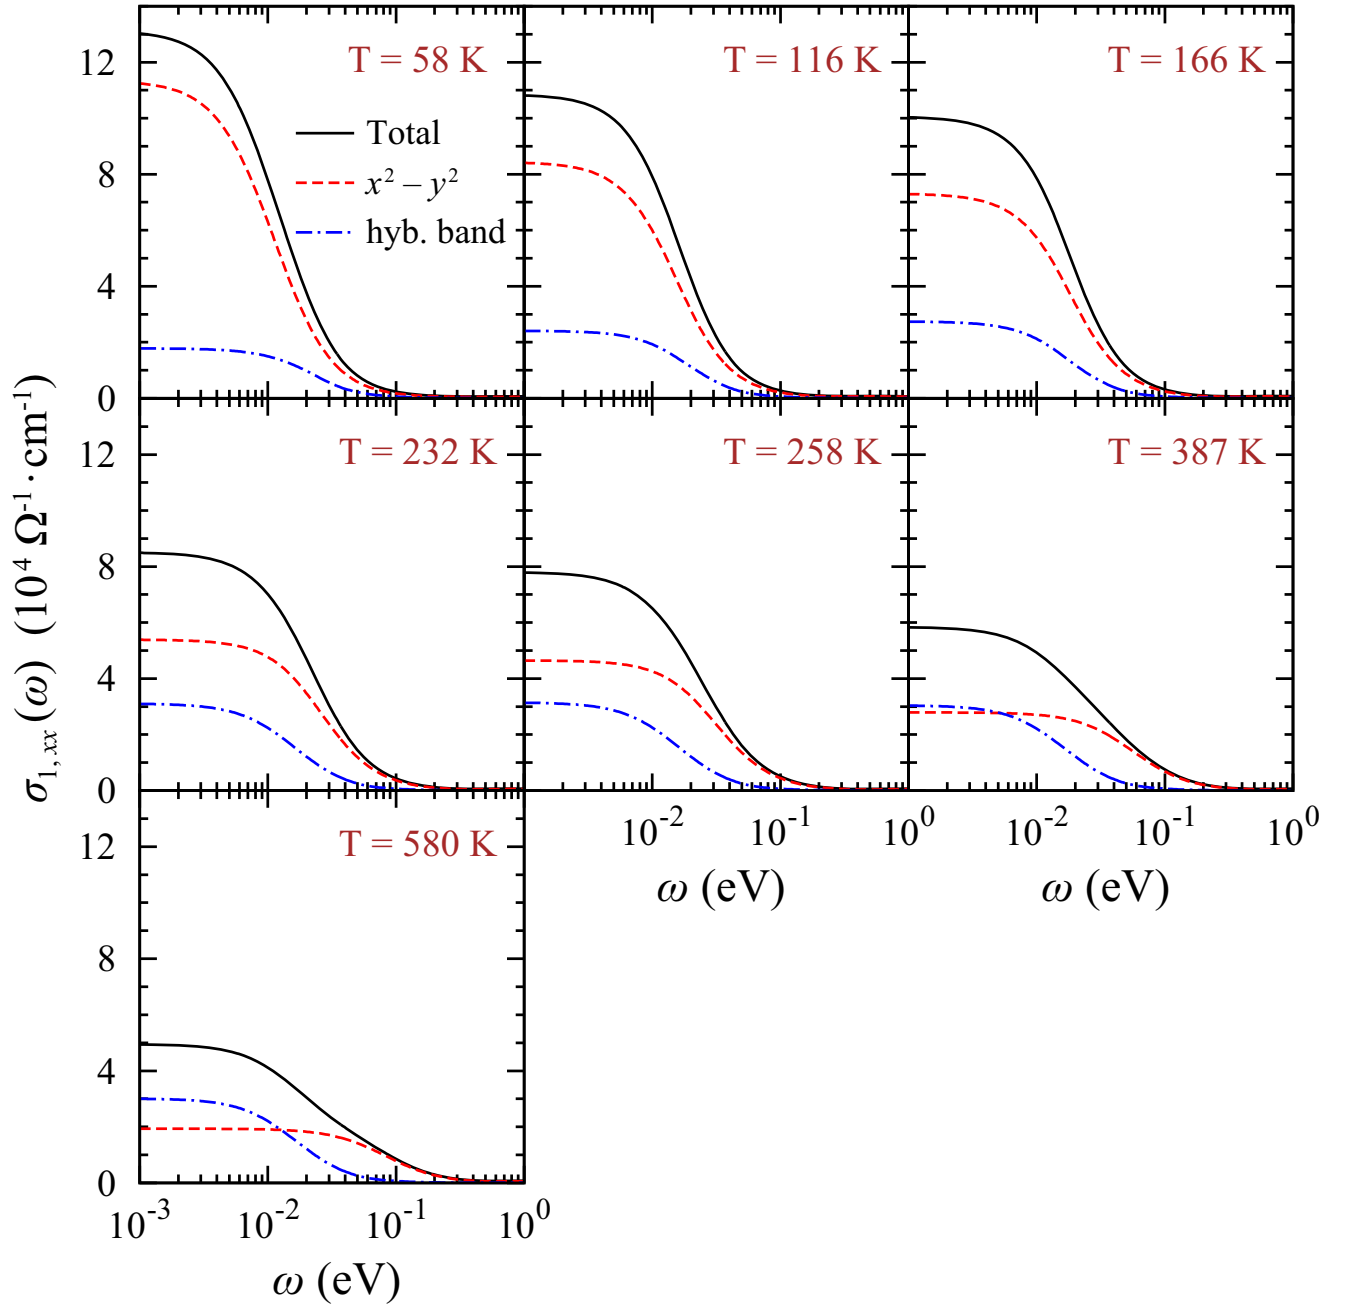 σ₁,ₓₓ(ω) (10⁴ Ω⁻¹·cm⁻¹)
T = 58 K
T = 116 K
T = 166 K
Total
x² – y²
hyb. band
12
8
4
0
T = 232 K
T = 258 K
T = 387 K
12
8
4
0
10⁻² 10⁻¹ 10⁰ 10⁻² 10⁻¹ 10⁰
ω (eV) ω (eV)
T = 580 K
12
8
4
0
10⁻³ 10⁻² 10⁻¹ 10⁰
ω (eV)